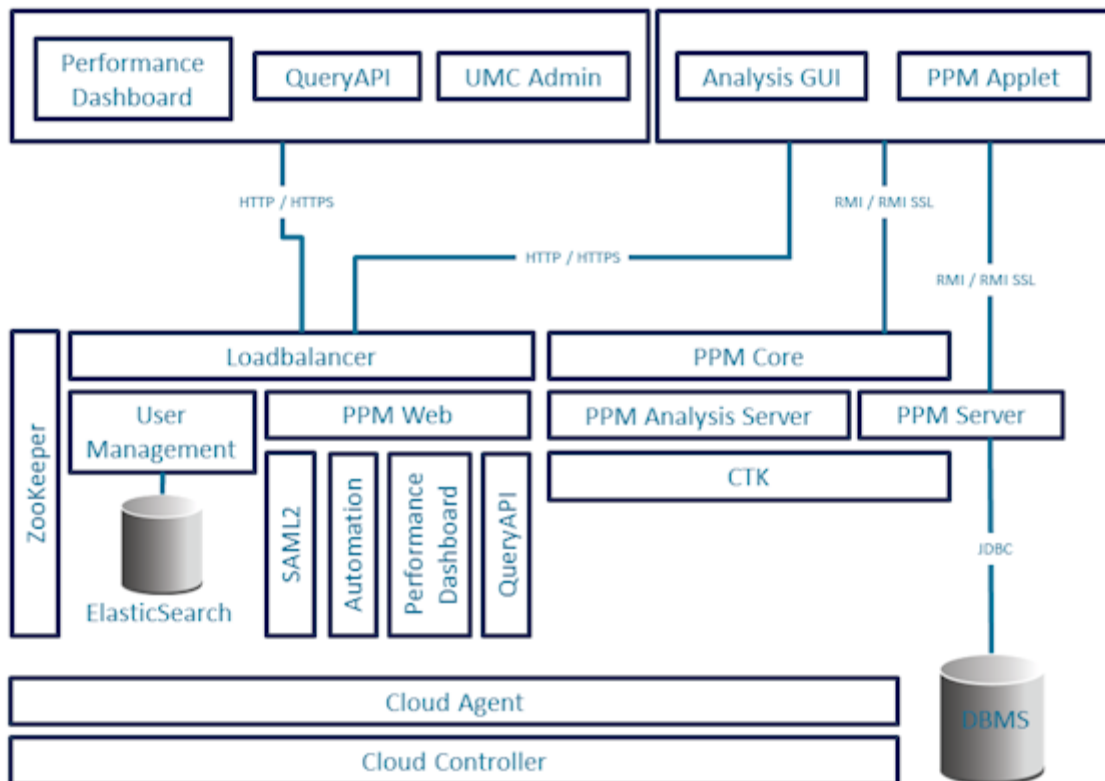 Performance
Dashboard
QueryAPI
UMC Admin
Analysis GUI
PPM Applet
HTTP / HTTPS
RMI / RMI SSL
HTTP / HTTPS
RMI / RMI SSL
ZooKeeper
Loadbalancer
PPM Core
User
Management
PPM Web
PPM Analysis Server
PPM Server
CTK
SAML2
Automation
Performance
Dashboard
QueryAPI
ElasticSearch
JDBC
DBMS
Cloud Agent
Cloud Controller